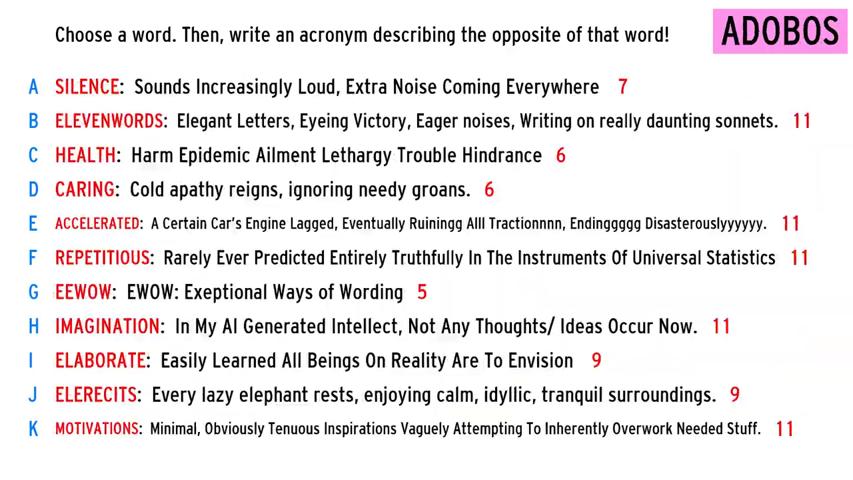 Choose a word. Then, write an acronym describing the opposite of that word!
ADOBOS
A SILENCE: Sounds Increasingly Loud, Extra Noise Coming Everywhere 7
B ELEVENWORDS: Elegant Letters, Eyeing Victory, Eager noises, Writing on really daunting sonnets. 11
C HEALTH: Harm Epidemic Ailment Lethargy Trouble Hindrance 6
D CARING: Cold apathy reigns, ignoring needy groans. 6
E ACCELERATED: A Certain Car's Engine Lagged, Eventually Ruiningg Alll Tractionnnn, Endinggggg Disasterouslyyyyyy. 11
F REPETITIOUS: Rarely Ever Predicted Entirely Truthfully In The Instruments Of Universal Statistics 11
G EEWOW: EWOW: Exeptional Ways of Wording 5
H IMAGINATION: In My AI Generated Intellect, Not Any Thoughts/ Ideas Occur Now. 11
I ELABORATE: Easily Learned All Beings On Reality Are To Envision 9
J ELERECITS: Every lazy elephant rests, enjoying calm, idyllic, tranquil surroundings. 9
K MOTIVATIONS: Minimal, Obviously Tenuous Inspirations Vaguely Attempting To Inherently Overwork Needed Stuff. 11